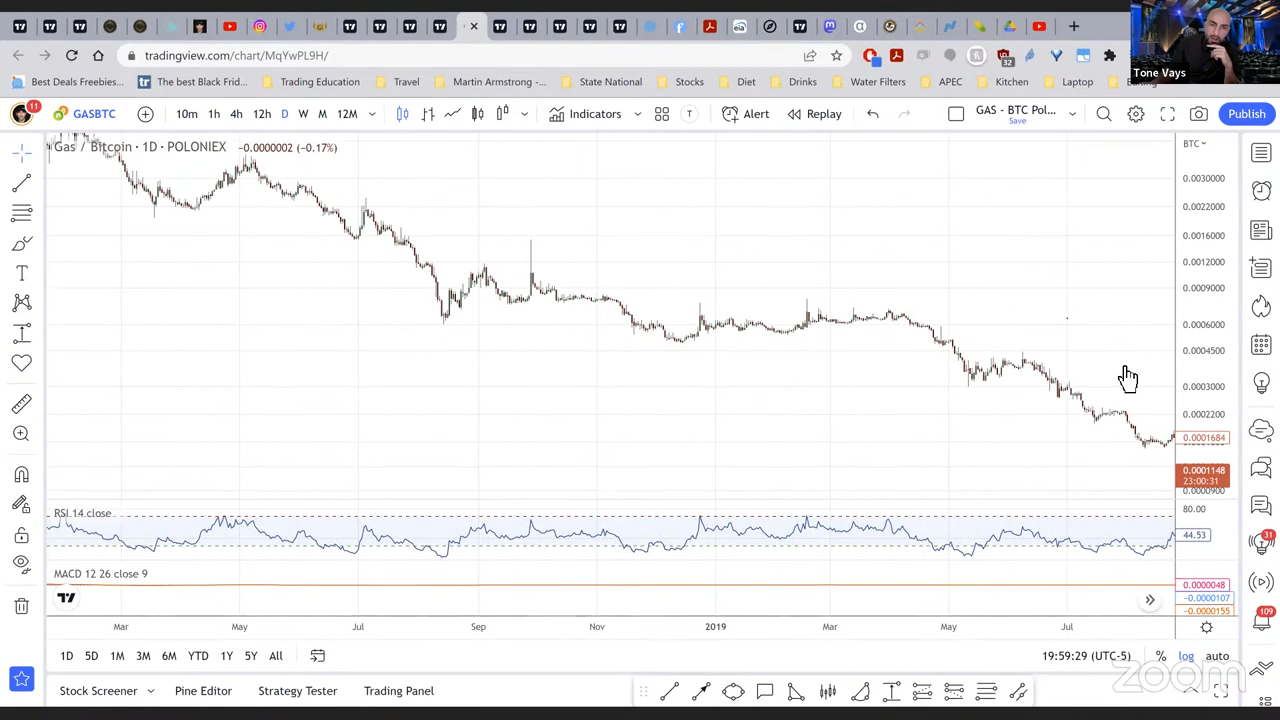 Tone Vays
tradingview.com/chart/MqYwPL9H/
32
Best Deals Freebies...
The best Black Frid...
Trading Education
Travel
Martin Armstrong -...
State National
Stocks
Diet
Drinks
Water Filters
APEC
Kitchen
Laptop
11
GASBTC
10m 1h 4h 12h D W M 12M
Indicators
Alert
Replay
GAS - BTC Pol...
Save
Publish
Gas / Bitcoin · 1D · POLONIEX −0.0000002 (−0.17%)
BTC
0.0030000
0.0022000
0.0016000
0.0012000
0.0009000
0.0006000
0.0004500
0.0003000
0.0002200
0.0001684
0.0001148
23:00:31
0.0000900
RSI 14 close
80.00
44.53
MACD 12 26 close 9
0.0000048
−0.0000107
−0.0000155
Mar May Jul Sep Nov 2019 Mar May Jul
31
109
1D 5D 1M 3M 6M YTD 1Y 5Y All
19:59:29 (UTC-5)
% log auto
Stock Screener
Pine Editor
Strategy Tester
Trading Panel
zoom